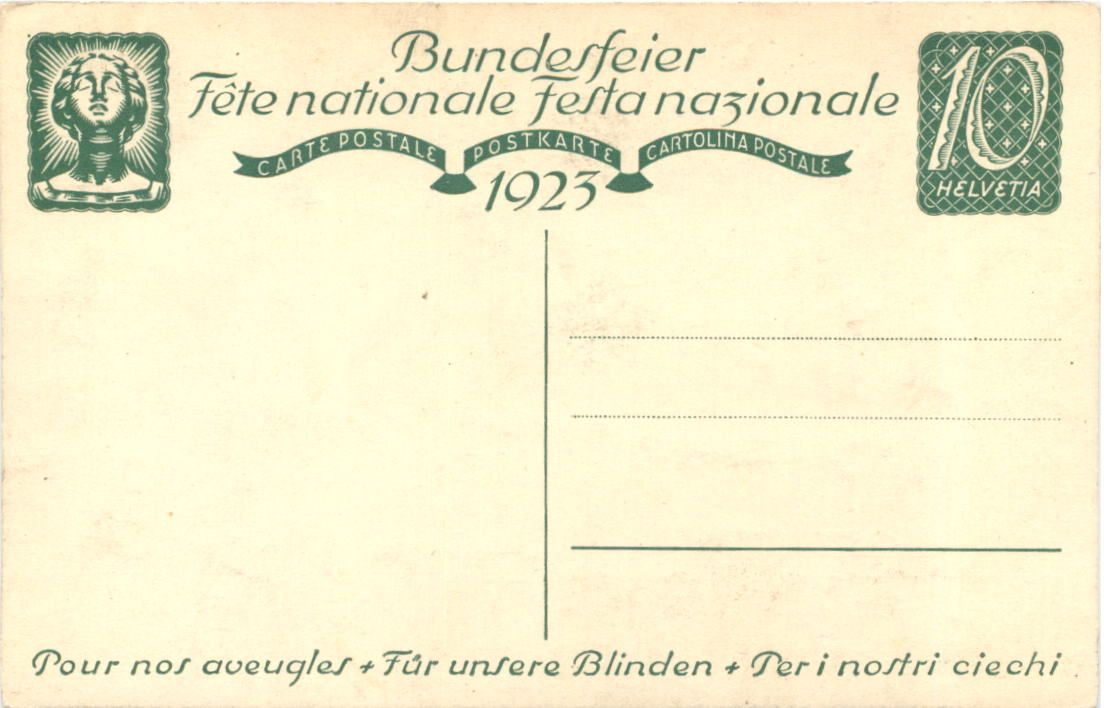 Bundesfeier
Fête nationale Festa nazionale
CARTE POSTALE POSTKARTE CARTOLINA POSTALE
1923
10
HELVETIA
Pour nos aveugles + Für unsere Blinden + Per i nostri ciechi